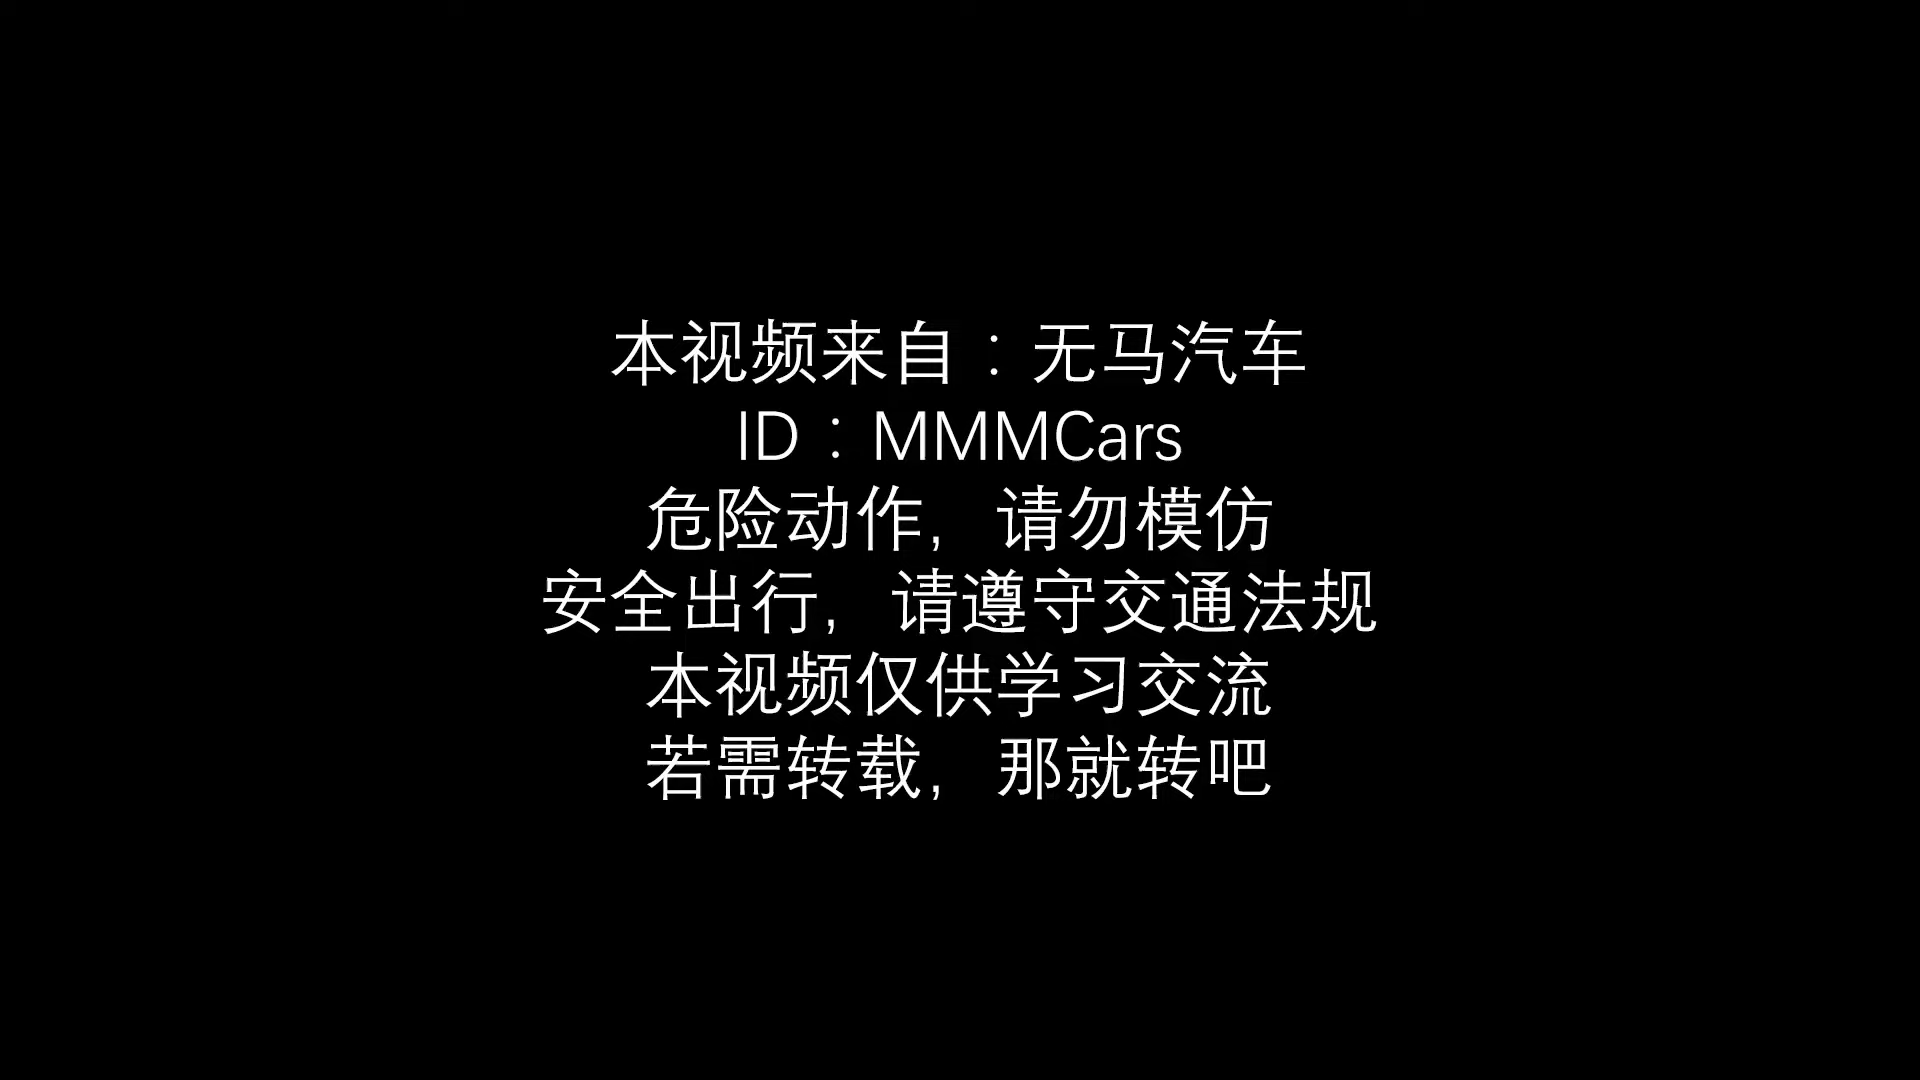 本视频来自：无马汽车
ID：MMMCars
危险动作，请勿模仿
安全出行，请遵守交通法规
本视频仅供学习交流
若需转载，那就转吧